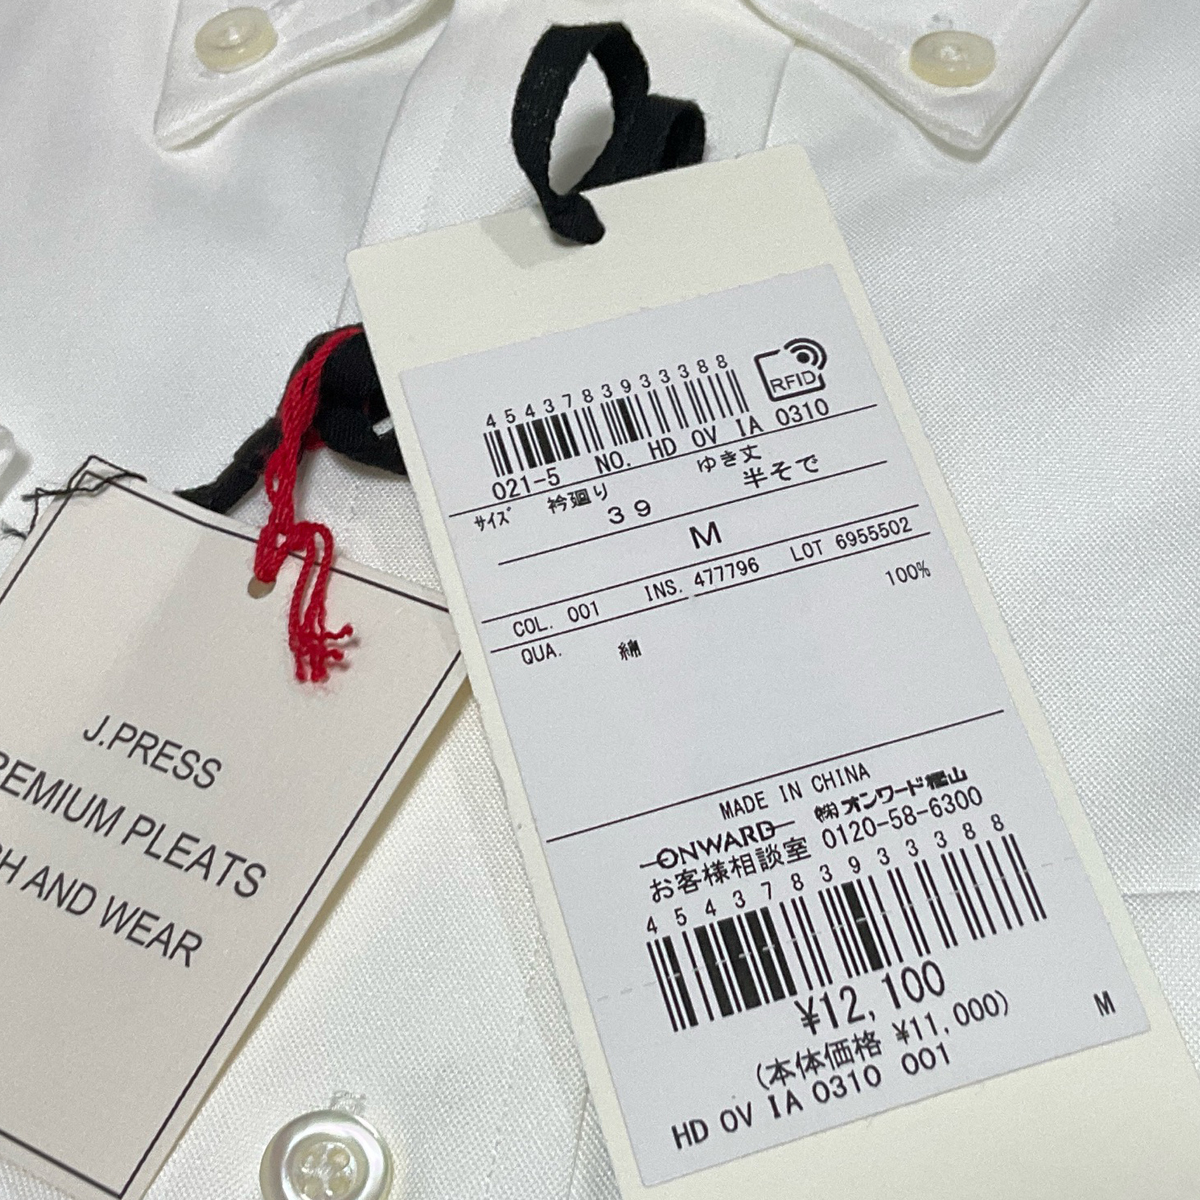 4543783933388
RFID
021-5 NO. HD OV IA 0310
サイズ 衿廻り ゆき丈
39 半そで
M
COL. 001 INS. 477796 LOT 6955502
QUA. 綿 100%
MADE IN CHINA
ONWARD ㈱オンワード樫山
お客様相談室 0120-58-6300
4543783933388
¥12,100
(本体価格 ¥11,000)
HD OV IA 0310 001 M
J.PRESS
REMIUM PLEATS
H AND WEAR